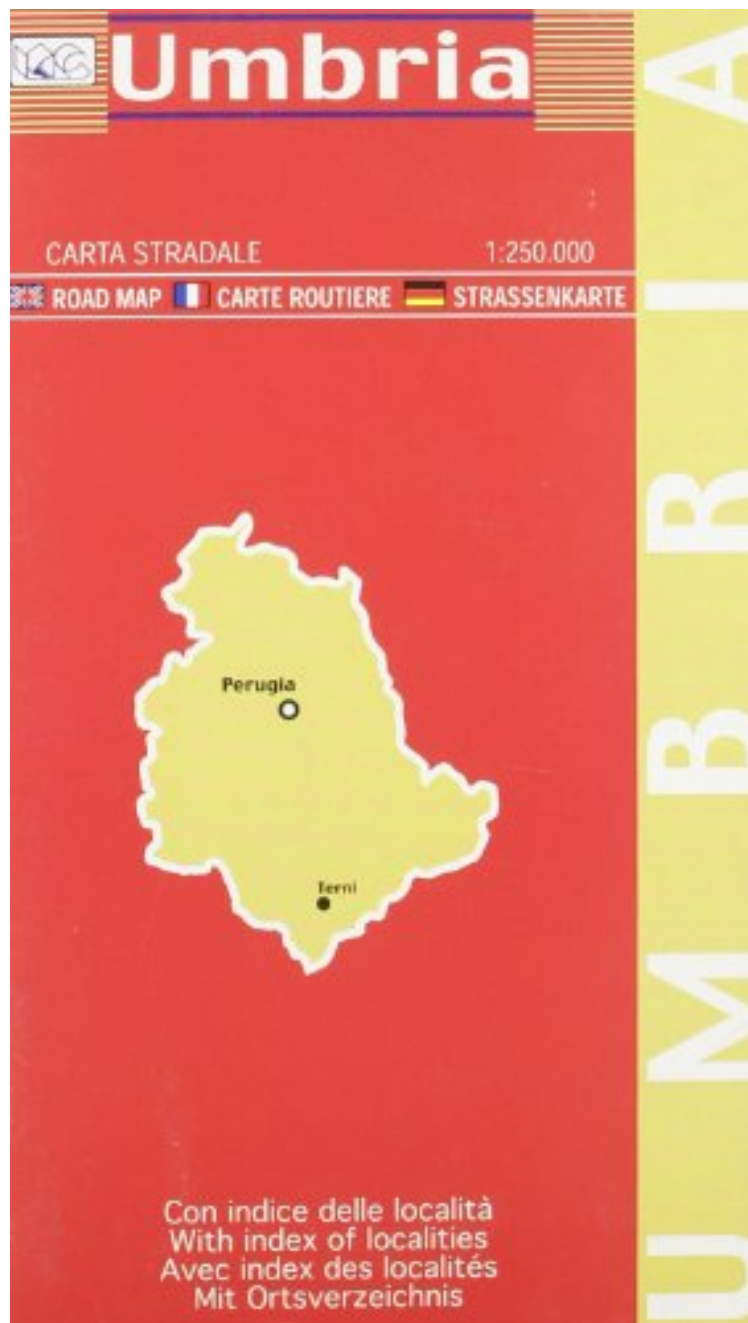 Umbria
CARTA STRADALE 1:250.000
ROAD MAP CARTE ROUTIERE STRASSENKARTE
Perugia
Terni
Con indice delle località
With index of localities
Avec index des localités
Mit Ortsverzeichnis
UMBRIA